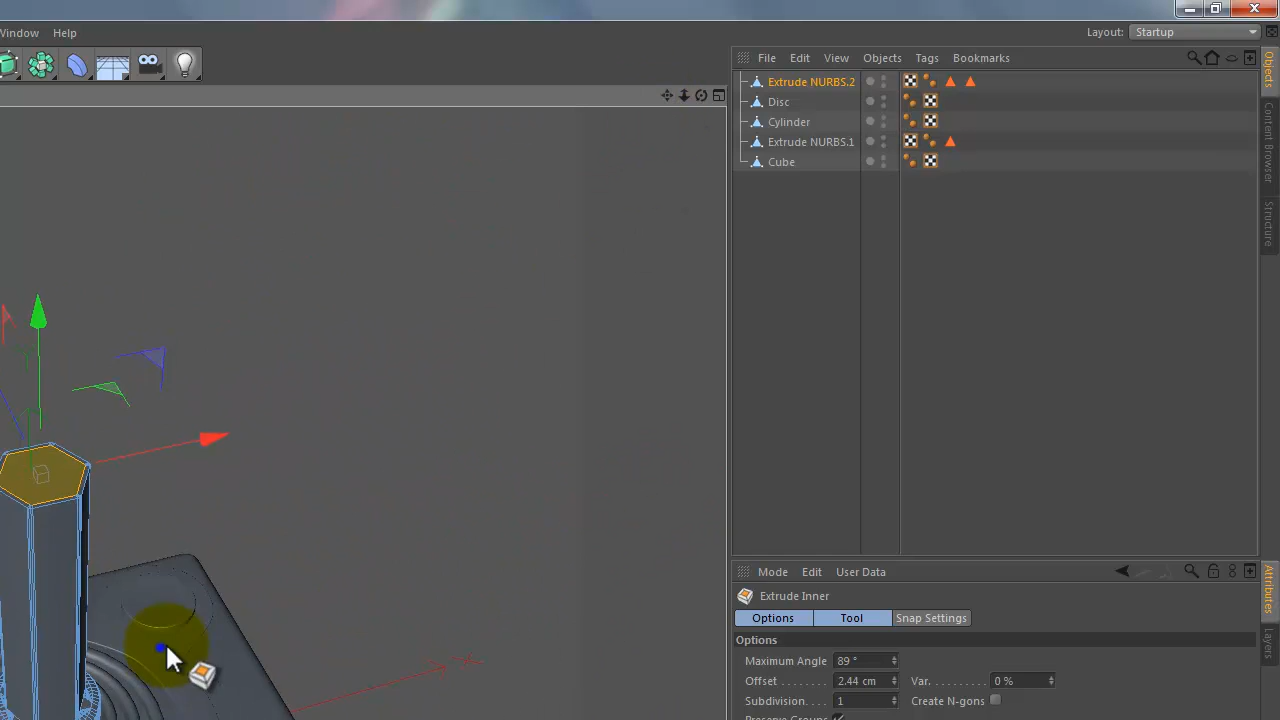 Window Help
Layout: Startup
File Edit View Objects Tags Bookmarks
Extrude NURBS.2
Disc
Cylinder
Extrude NURBS.1
Cube
Objects
Content Browser
Structure
Mode Edit User Data
Extrude Inner
Options Tool Snap Settings
Options
Maximum Angle 89 °
Offset 2.44 cm Var. 0 %
Subdivision 1 Create N-gons
Preserve Groups
Attributes
Layers